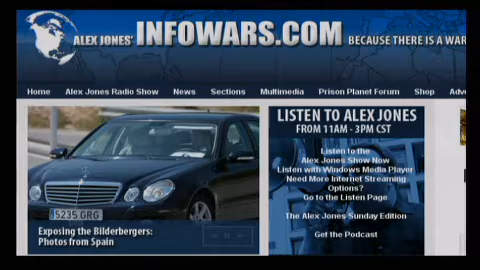 ALEX JONES' INFOWARS.COM BECAUSE THERE IS A WAR
Home Alex Jones Radio Show News Sections Multimedia Prison Planet Forum Shop Adve
LISTEN TO ALEX JONES
FROM 11AM - 3PM CST
Listen to the
Alex Jones Show Now
Listen with Windows Media Player
Need More Internet Streaming
Options?
Go to the Listen Page
The Alex Jones Sunday Edition
Get the Podcast
5235 GRG
Exposing the Bilderbergers:
Photos from Spain